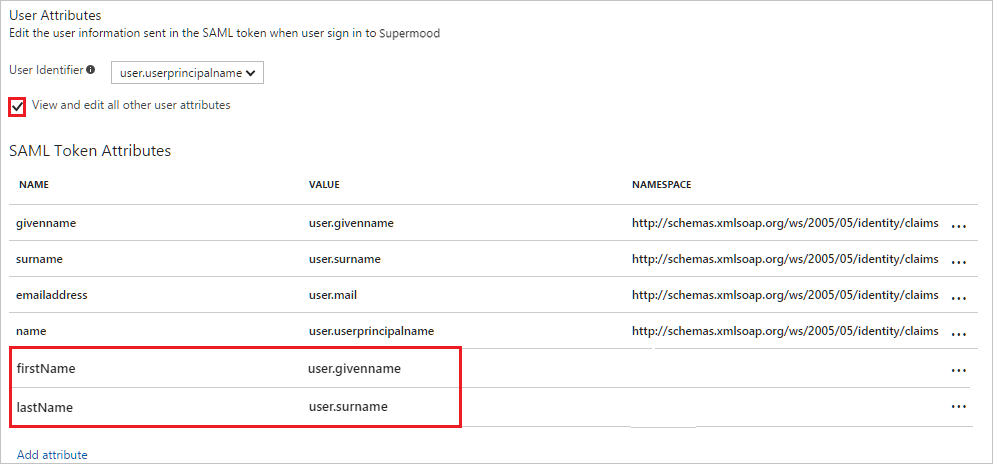 User Attributes
Edit the user information sent in the SAML token when user sign in to Supermood
User Identifier
user.userprincipalname
View and edit all other user attributes
SAML Token Attributes
NAME VALUE NAMESPACE
givenname user.givenname http://schemas.xmlsoap.org/ws/2005/05/identity/claims ...
surname user.surname http://schemas.xmlsoap.org/ws/2005/05/identity/claims ...
emailaddress user.mail http://schemas.xmlsoap.org/ws/2005/05/identity/claims ...
name user.userprincipalname http://schemas.xmlsoap.org/ws/2005/05/identity/claims ...
firstName user.givenname ...
lastName user.surname ...
Add attribute